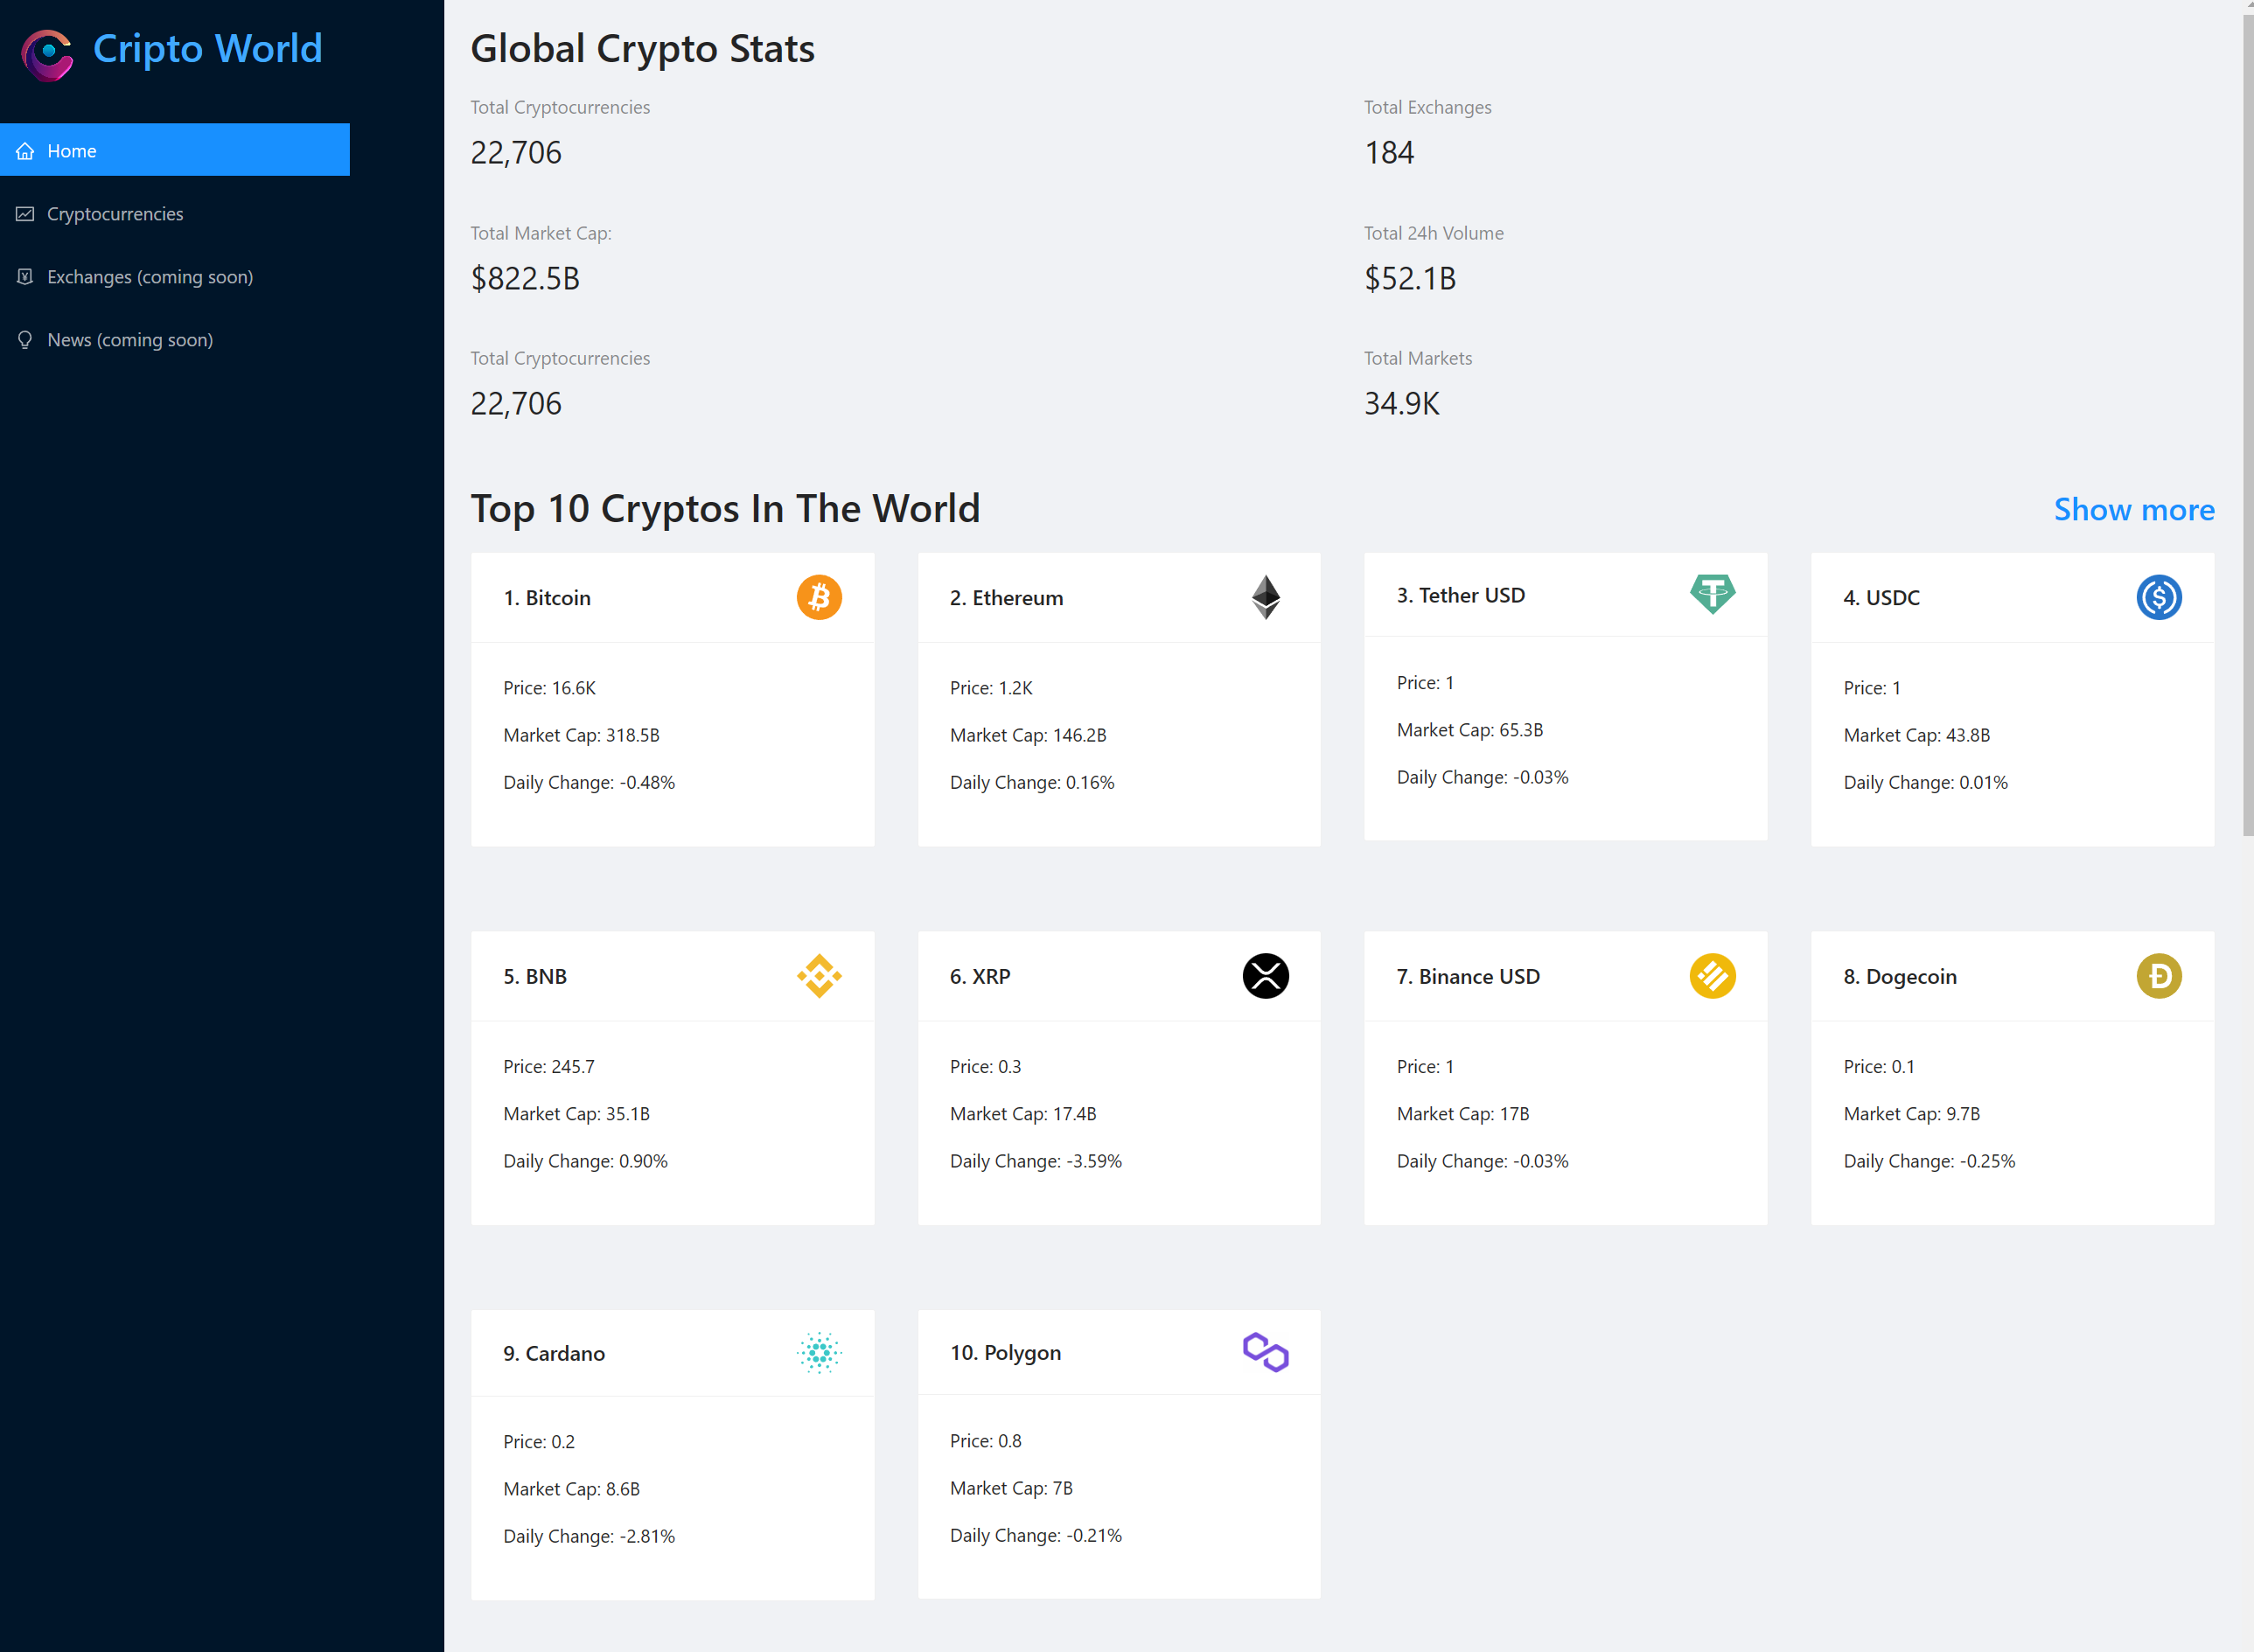 Cripto World
Home
Cryptocurrencies
Exchanges (coming soon)
News (coming soon)
Global Crypto Stats
Total Cryptocurrencies
22,706
Total Exchanges
184
Total Market Cap:
$822.5B
Total 24h Volume
$52.1B
Total Cryptocurrencies
22,706
Total Markets
34.9K
Top 10 Cryptos In The World
Show more
1. Bitcoin
Price: 16.6K
Market Cap: 318.5B
Daily Change: -0.48%
2. Ethereum
Price: 1.2K
Market Cap: 146.2B
Daily Change: 0.16%
3. Tether USD
Price: 1
Market Cap: 65.3B
Daily Change: -0.03%
4. USDC
Price: 1
Market Cap: 43.8B
Daily Change: 0.01%
5. BNB
Price: 245.7
Market Cap: 35.1B
Daily Change: 0.90%
6. XRP
Price: 0.3
Market Cap: 17.4B
Daily Change: -3.59%
7. Binance USD
Price: 1
Market Cap: 17B
Daily Change: -0.03%
8. Dogecoin
Price: 0.1
Market Cap: 9.7B
Daily Change: -0.25%
9. Cardano
Price: 0.2
Market Cap: 8.6B
Daily Change: -2.81%
10. Polygon
Price: 0.8
Market Cap: 7B
Daily Change: -0.21%